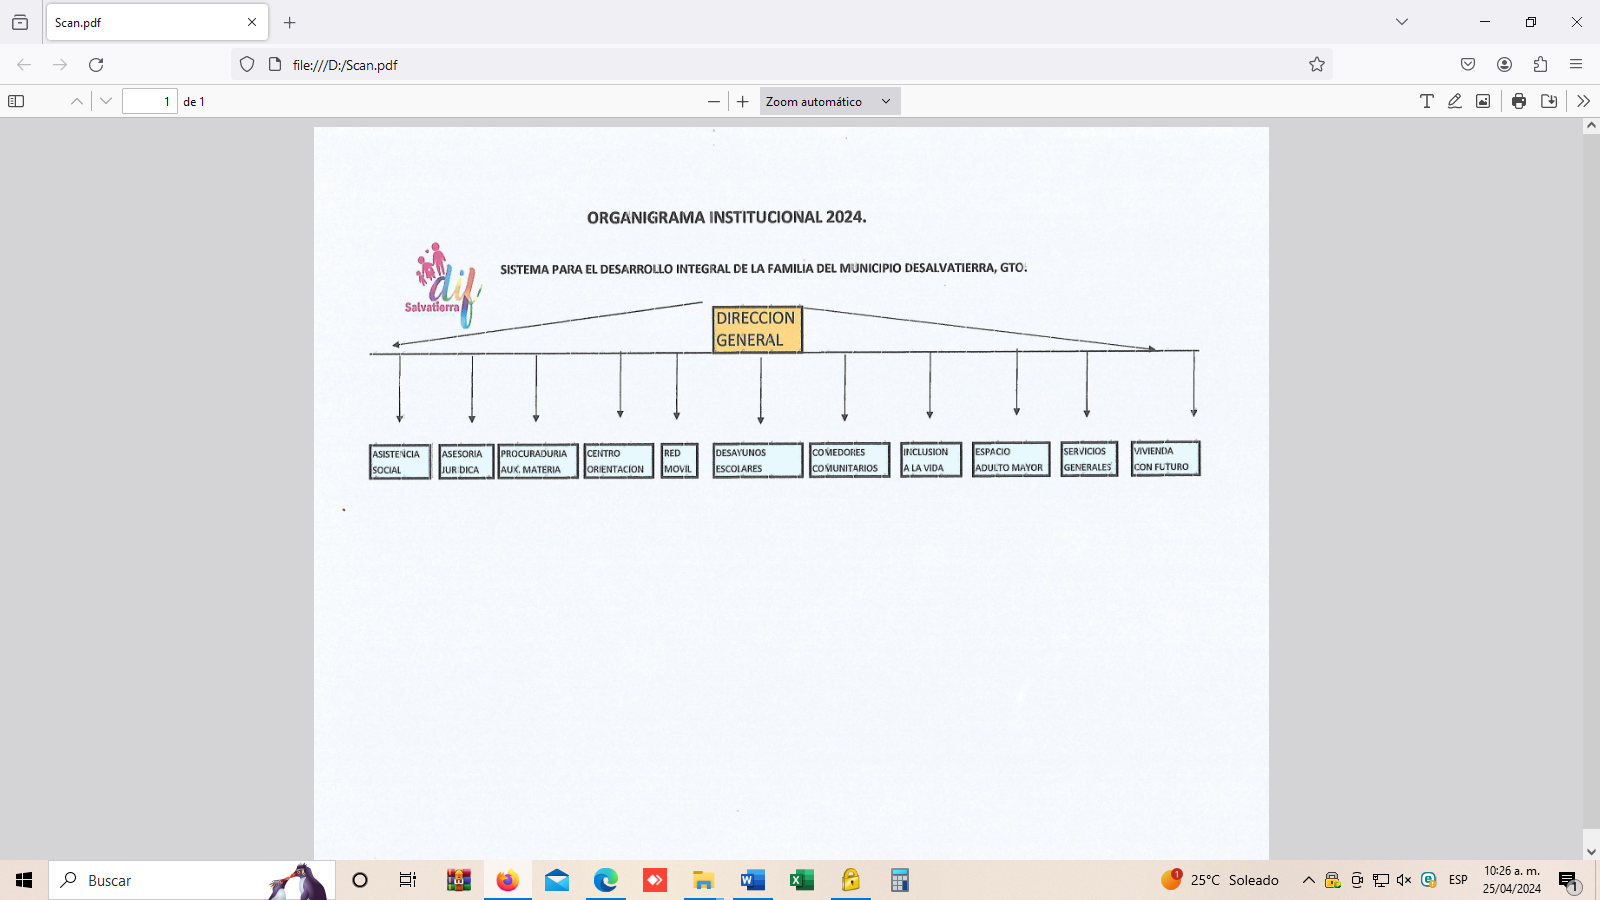 Scan.pdf
file:///D:/Scan.pdf
1 de 1
Zoom automático
ORGANIGRAMA INSTITUCIONAL 2024.
dif
Salvatierra
SISTEMA PARA EL DESARROLLO INTEGRAL DE LA FAMILIA DEL MUNICIPIO DESALVATIERRA, GTO.
DIRECCION
GENERAL
ASISTENCIA
SOCIAL
ASESORIA
JURIDICA
PROCURADURIA
AUX. MATERIA
CENTRO
ORIENTACION
RED
MOVIL
DESAYUNOS
ESCOLARES
COMEDORES
COMUNITARIOS
INCLUSION
A LA VIDA
ESPACIO
ADULTO MAYOR
SERVICIOS
GENERALES
VIVIENDA
CON FUTURO
Buscar
1
25°C Soleado
ESP
10:26 a. m.
25/04/2024
1